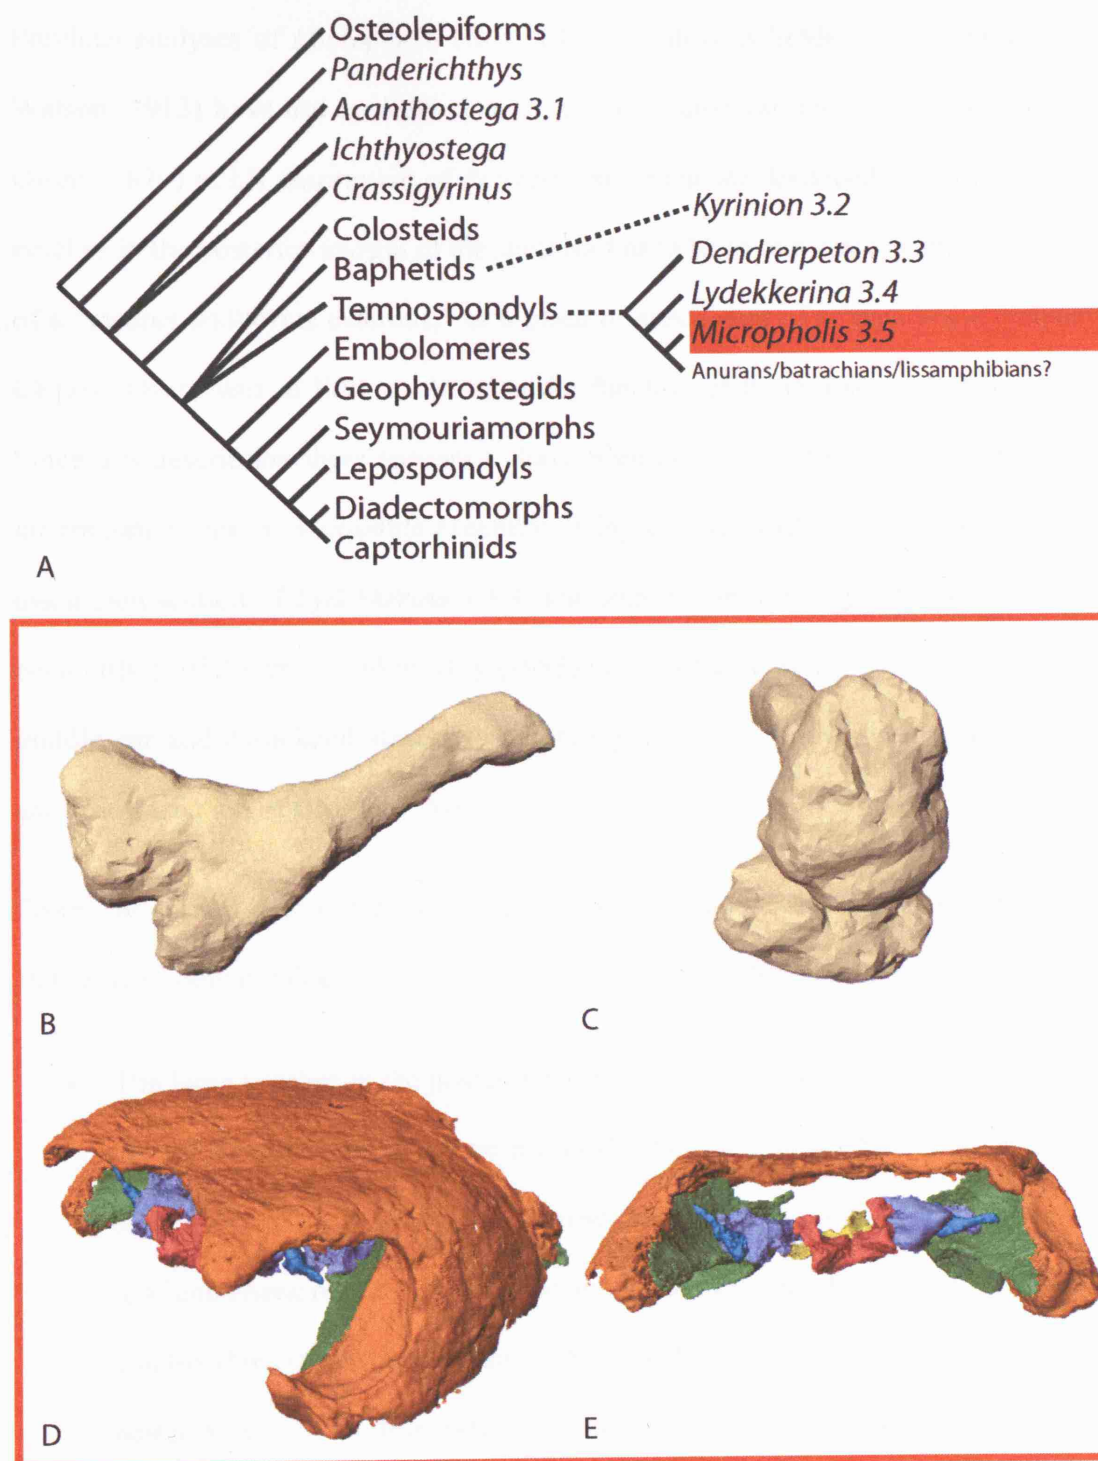 Osteolepiforms
Panderichthys
Acanthostega 3.1
Ichthyostega
Crassigyrinus
Colosteids
Baphetids
Temnospondyls
Embolomeres
Geophyrostegids
Seymouriamorphs
Lepospondyls
Diadectomorphs
Captorhinids
Kyrinion 3.2
Dendrerpeton 3.3
Lydekkerina 3.4
Micropholis 3.5
Anurans/batrachians/lissamphibians?
A
B
C
D
E